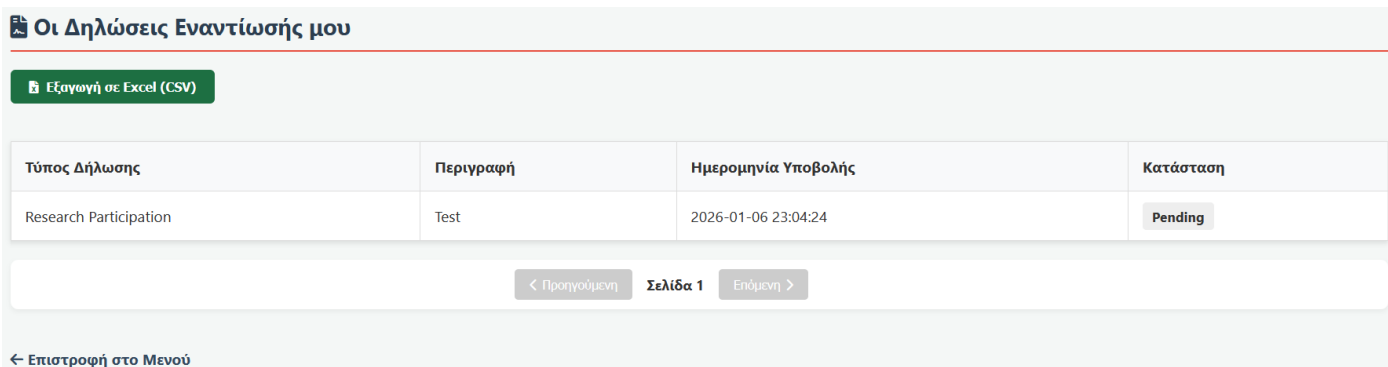 Οι Δηλώσεις Εναντίωσής μου
Εξαγωγή σε Excel (CSV)
Τύπος Δήλωσης Περιγραφή Ημερομηνία Υποβολής Κατάσταση
Research Participation Test 2026-01-06 23:04:24 Pending
Προηγούμενη Σελίδα 1 Επόμενη
Επιστροφή στο Μενού